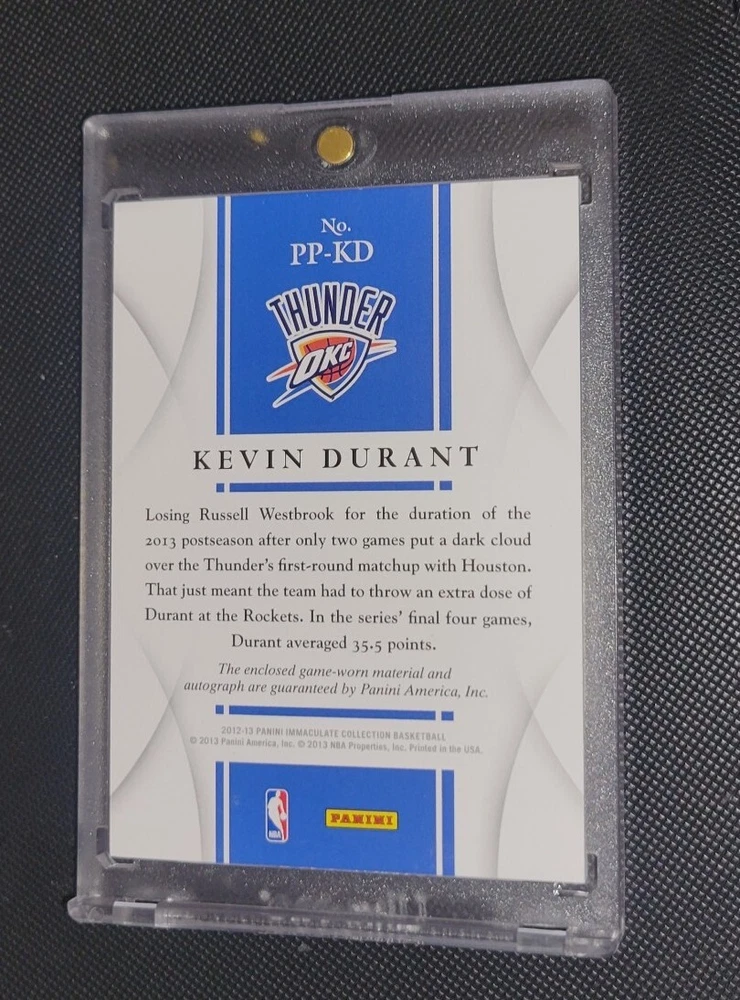 No.
PP-KD
THUNDER
OKC
KEVIN DURANT
Losing Russell Westbrook for the duration of the
2013 postseason after only two games put a dark cloud
over the Thunder's first-round matchup with Houston.
That just meant the team had to throw an extra dose of
Durant at the Rockets. In the series' final four games,
Durant averaged 35.5 points.
The enclosed game-worn material and
autograph are guaranteed by Panini America, Inc.
2012-13 PANINI IMMACULATE COLLECTION BASKETBALL
© 2013 Panini America, Inc. © 2013 NBA Properties, Inc. Printed in the USA.
NBA
PANINI